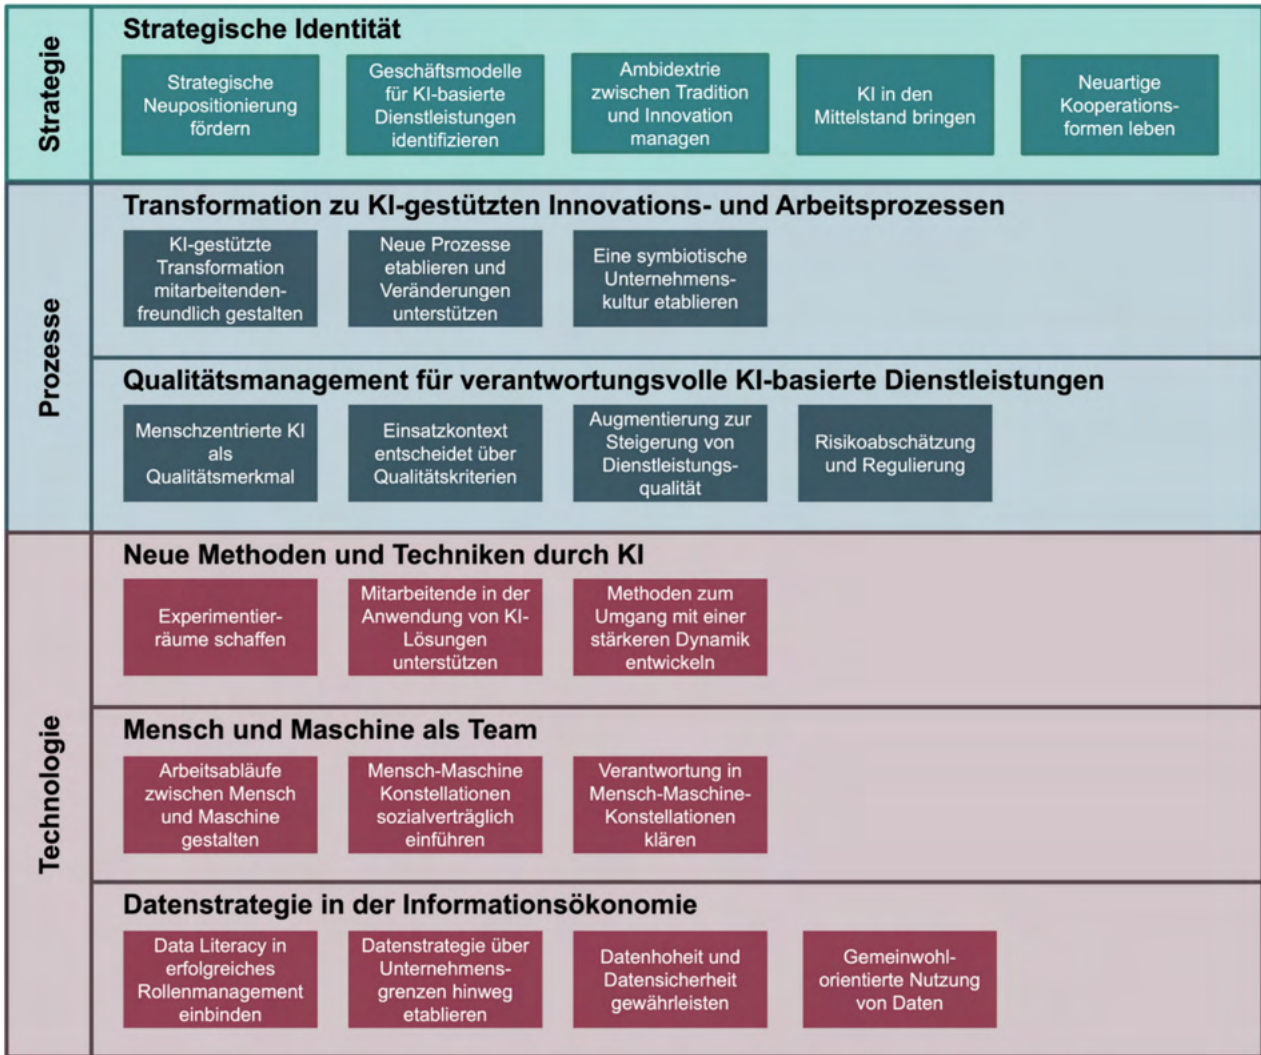 Strategie
Strategische Identität
Strategische
Neupositionierung
fördern
Geschäftsmodelle
für KI-basierte
Dienstleistungen
identifizieren
Ambidextrie
zwischen Tradition
und Innovation
managen
KI in den
Mittelstand bringen
Neuartige
Kooperations-
formen leben
Prozesse
Transformation zu KI-gestützten Innovations- und Arbeitsprozessen
KI-gestützte
Transformation
mitarbeitenden-
freundlich gestalten
Neue Prozesse
etablieren und
Veränderungen
unterstützen
Eine symbiotische
Unternehmens-
kultur etablieren
Qualitätsmanagement für verantwortungsvolle KI-basierte Dienstleistungen
Menschzentrierte KI
als
Qualitätsmerkmal
Einsatzkontext
entscheidet über
Qualitätskriterien
Augmentierung zur
Steigerung von
Dienstleistungs-
qualität
Risikoabschätzung
und Regulierung
Technologie
Neue Methoden und Techniken durch KI
Experimentier-
räume schaffen
Mitarbeitende in der
Anwendung von KI-
Lösungen
unterstützen
Methoden zum
Umgang mit einer
stärkeren Dynamik
entwickeln
Mensch und Maschine als Team
Arbeitsabläufe
zwischen Mensch
und Maschine
gestalten
Mensch-Maschine
Konstellationen
sozialverträglich
einführen
Verantwortung in
Mensch-Maschine-
Konstellationen
klären
Datenstrategie in der Informationsökonomie
Data Literacy in
erfolgreiches
Rollenmanagement
einbinden
Datenstrategie über
Unternehmens-
grenzen hinweg
etablieren
Datenhoheit und
Datensicherheit
gewährleisten
Gemeinwohl-
orientierte Nutzung
von Daten